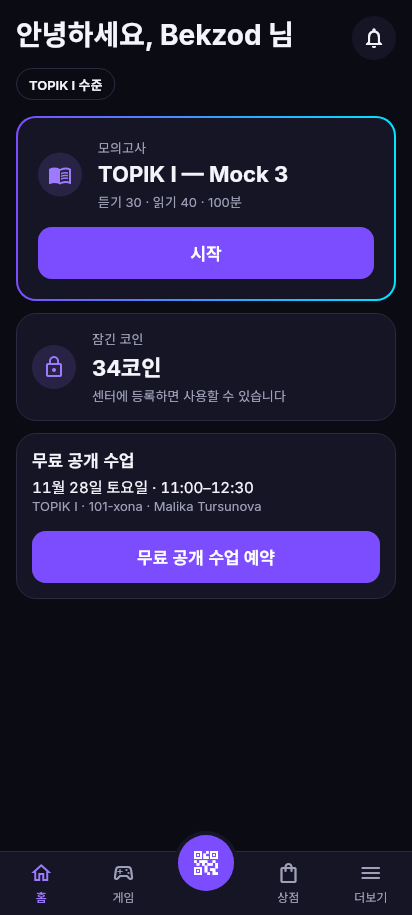 안녕하세요, Bekzod 님
TOPIK I 수준
모의고사
TOPIK I — Mock 3
듣기 30 · 읽기 40 · 100분
시작
잠긴 코인
34코인
센터에 등록하면 사용할 수 있습니다
무료 공개 수업
11월 28일 토요일 · 11:00–12:30
TOPIK I · 101-xona · Malika Tursunova
무료 공개 수업 예약
홈
게임
상점
더보기